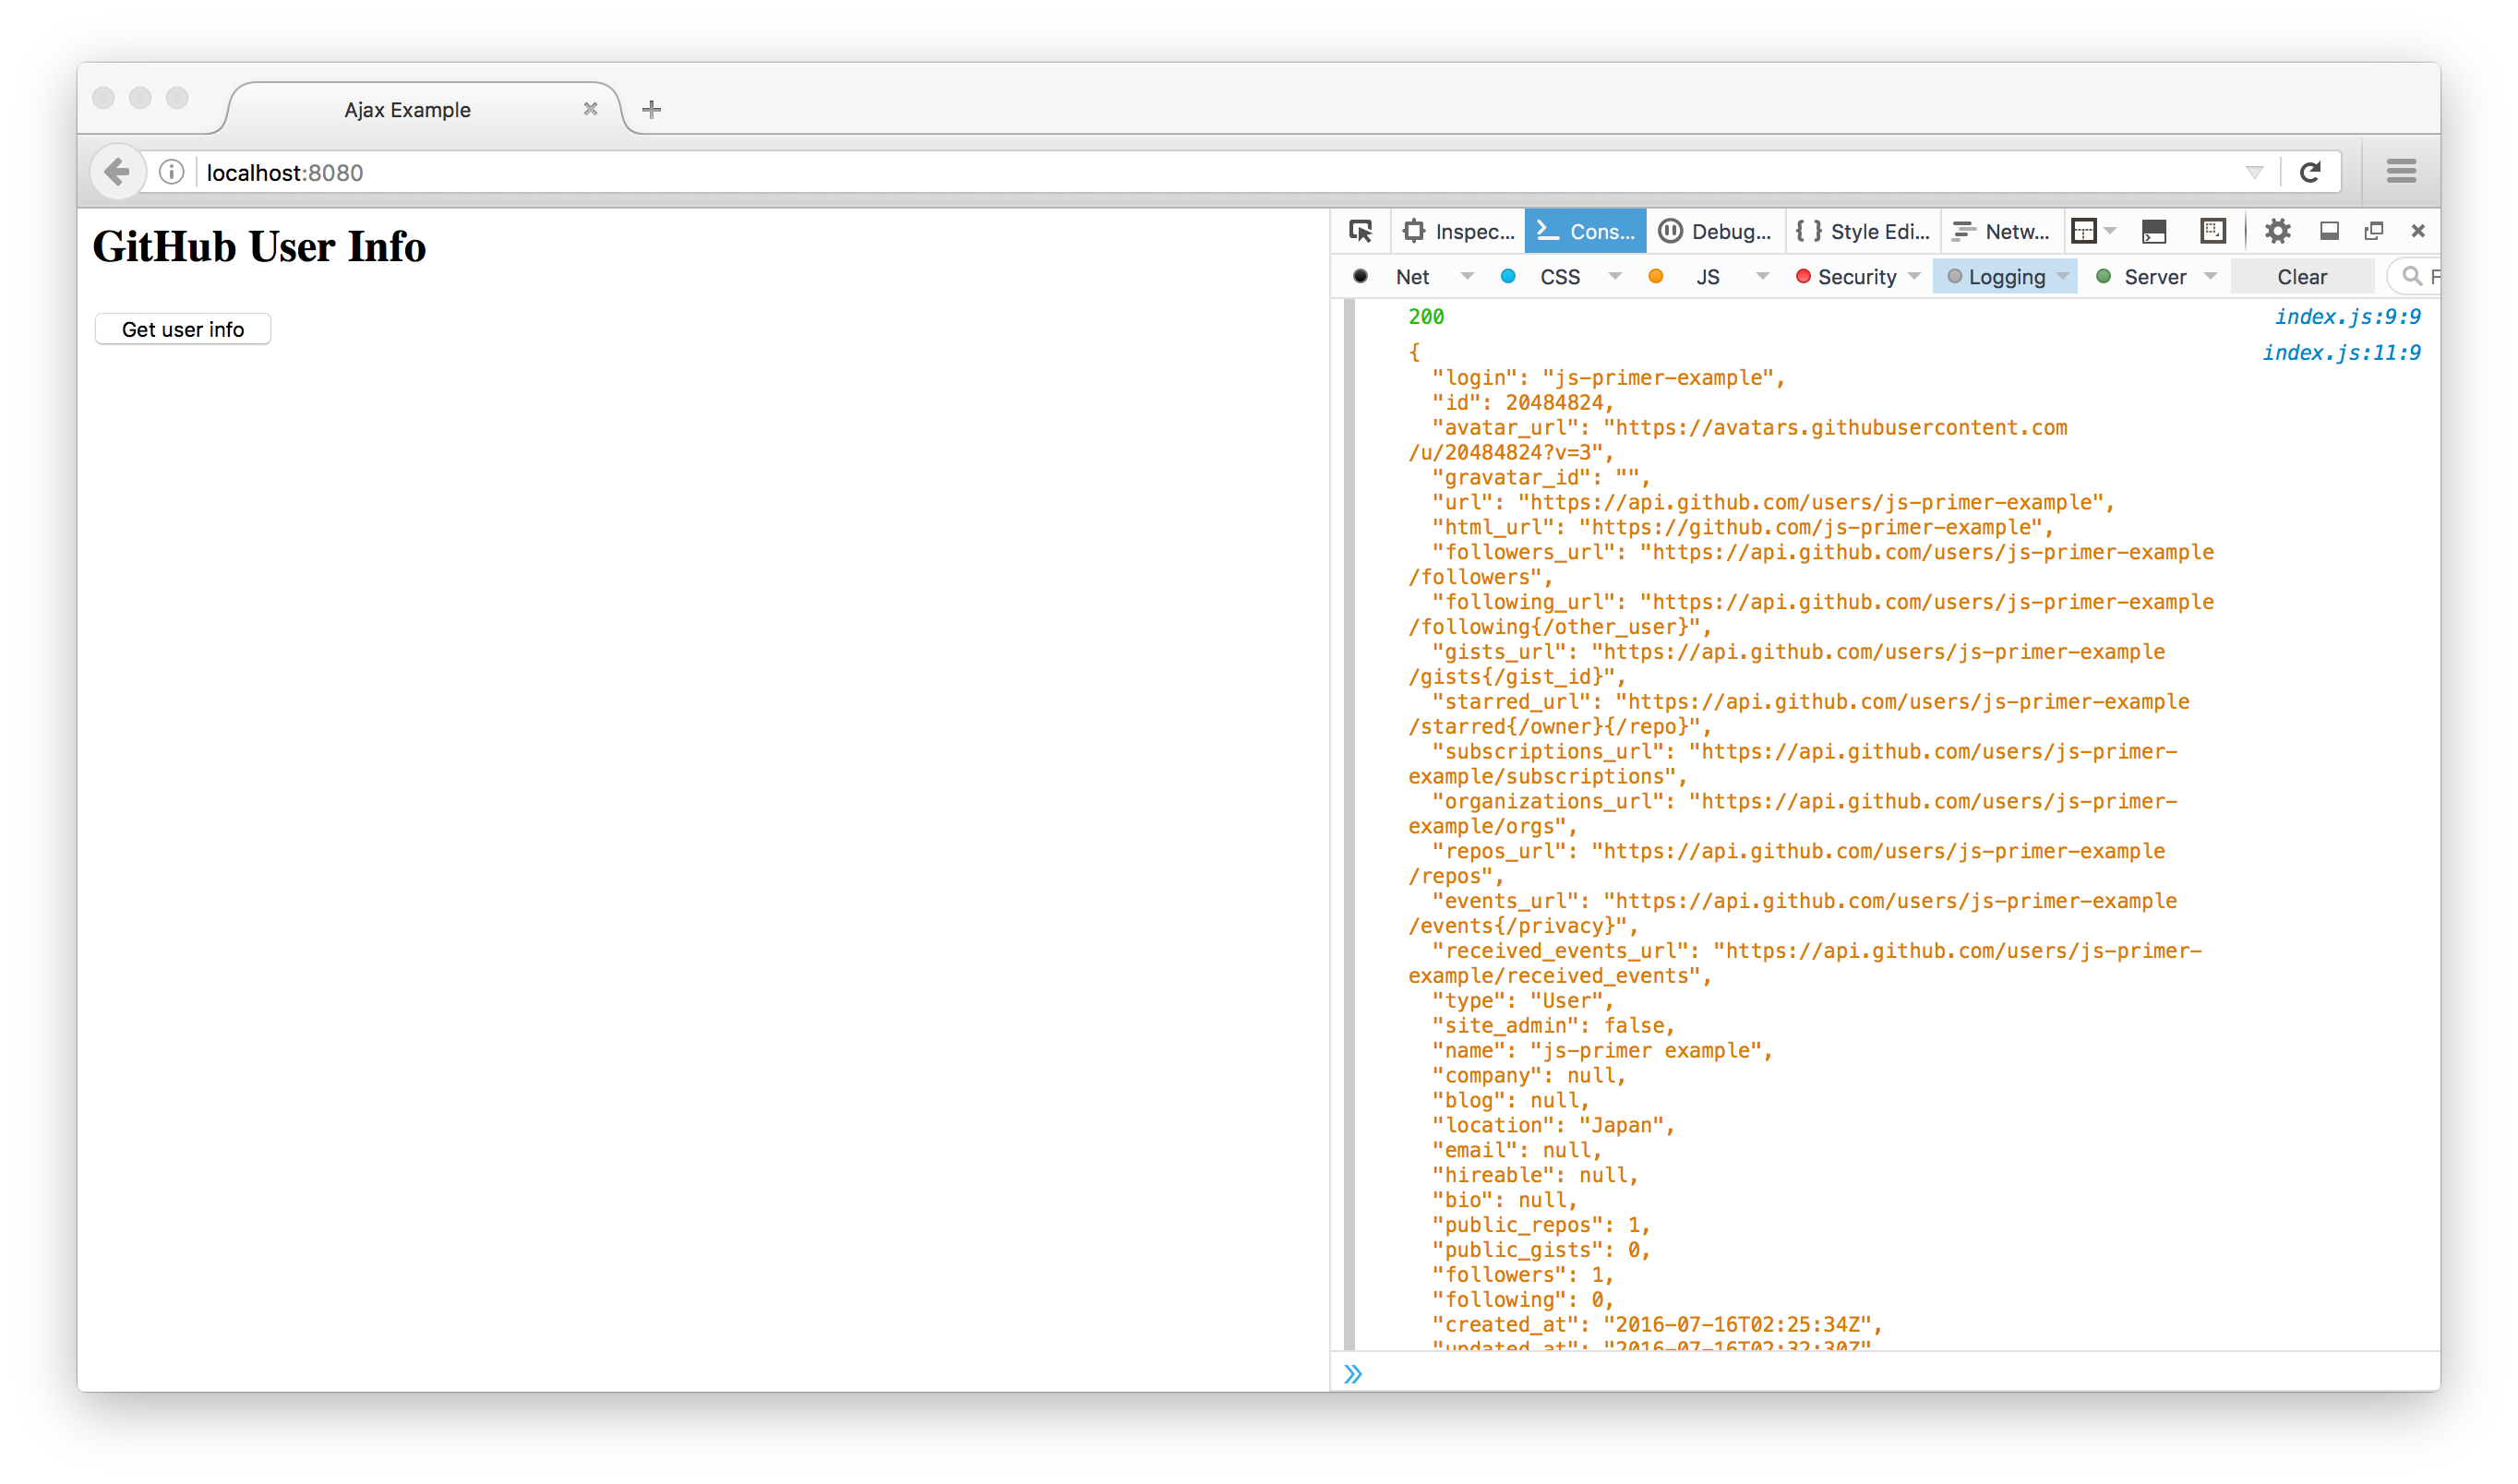 Ajax Example
localhost:8080
GitHub User Info
Get user info
Inspec... Cons... Debug... { } Style Edi... Netw...
Net CSS JS Security Logging Server Clear F
200 index.js:9:9
{ index.js:11:9
"login": "js-primer-example",
"id": 20484824,
"avatar_url": "https://avatars.githubusercontent.com
/u/20484824?v=3",
"gravatar_id": "",
"url": "https://api.github.com/users/js-primer-example",
"html_url": "https://github.com/js-primer-example",
"followers_url": "https://api.github.com/users/js-primer-example
/followers",
"following_url": "https://api.github.com/users/js-primer-example
/following{/other_user}",
"gists_url": "https://api.github.com/users/js-primer-example
/gists{/gist_id}",
"starred_url": "https://api.github.com/users/js-primer-example
/starred{/owner}{/repo}",
"subscriptions_url": "https://api.github.com/users/js-primer-
example/subscriptions",
"organizations_url": "https://api.github.com/users/js-primer-
example/orgs",
"repos_url": "https://api.github.com/users/js-primer-example
/repos",
"events_url": "https://api.github.com/users/js-primer-example
/events{/privacy}",
"received_events_url": "https://api.github.com/users/js-primer-
example/received_events",
"type": "User",
"site_admin": false,
"name": "js-primer example",
"company": null,
"blog": null,
"location": "Japan",
"email": null,
"hireable": null,
"bio": null,
"public_repos": 1,
"public_gists": 0,
"followers": 1,
"following": 0,
"created_at": "2016-07-16T02:25:34Z",
"updated_at": "2016-07-16T02:32:30Z"